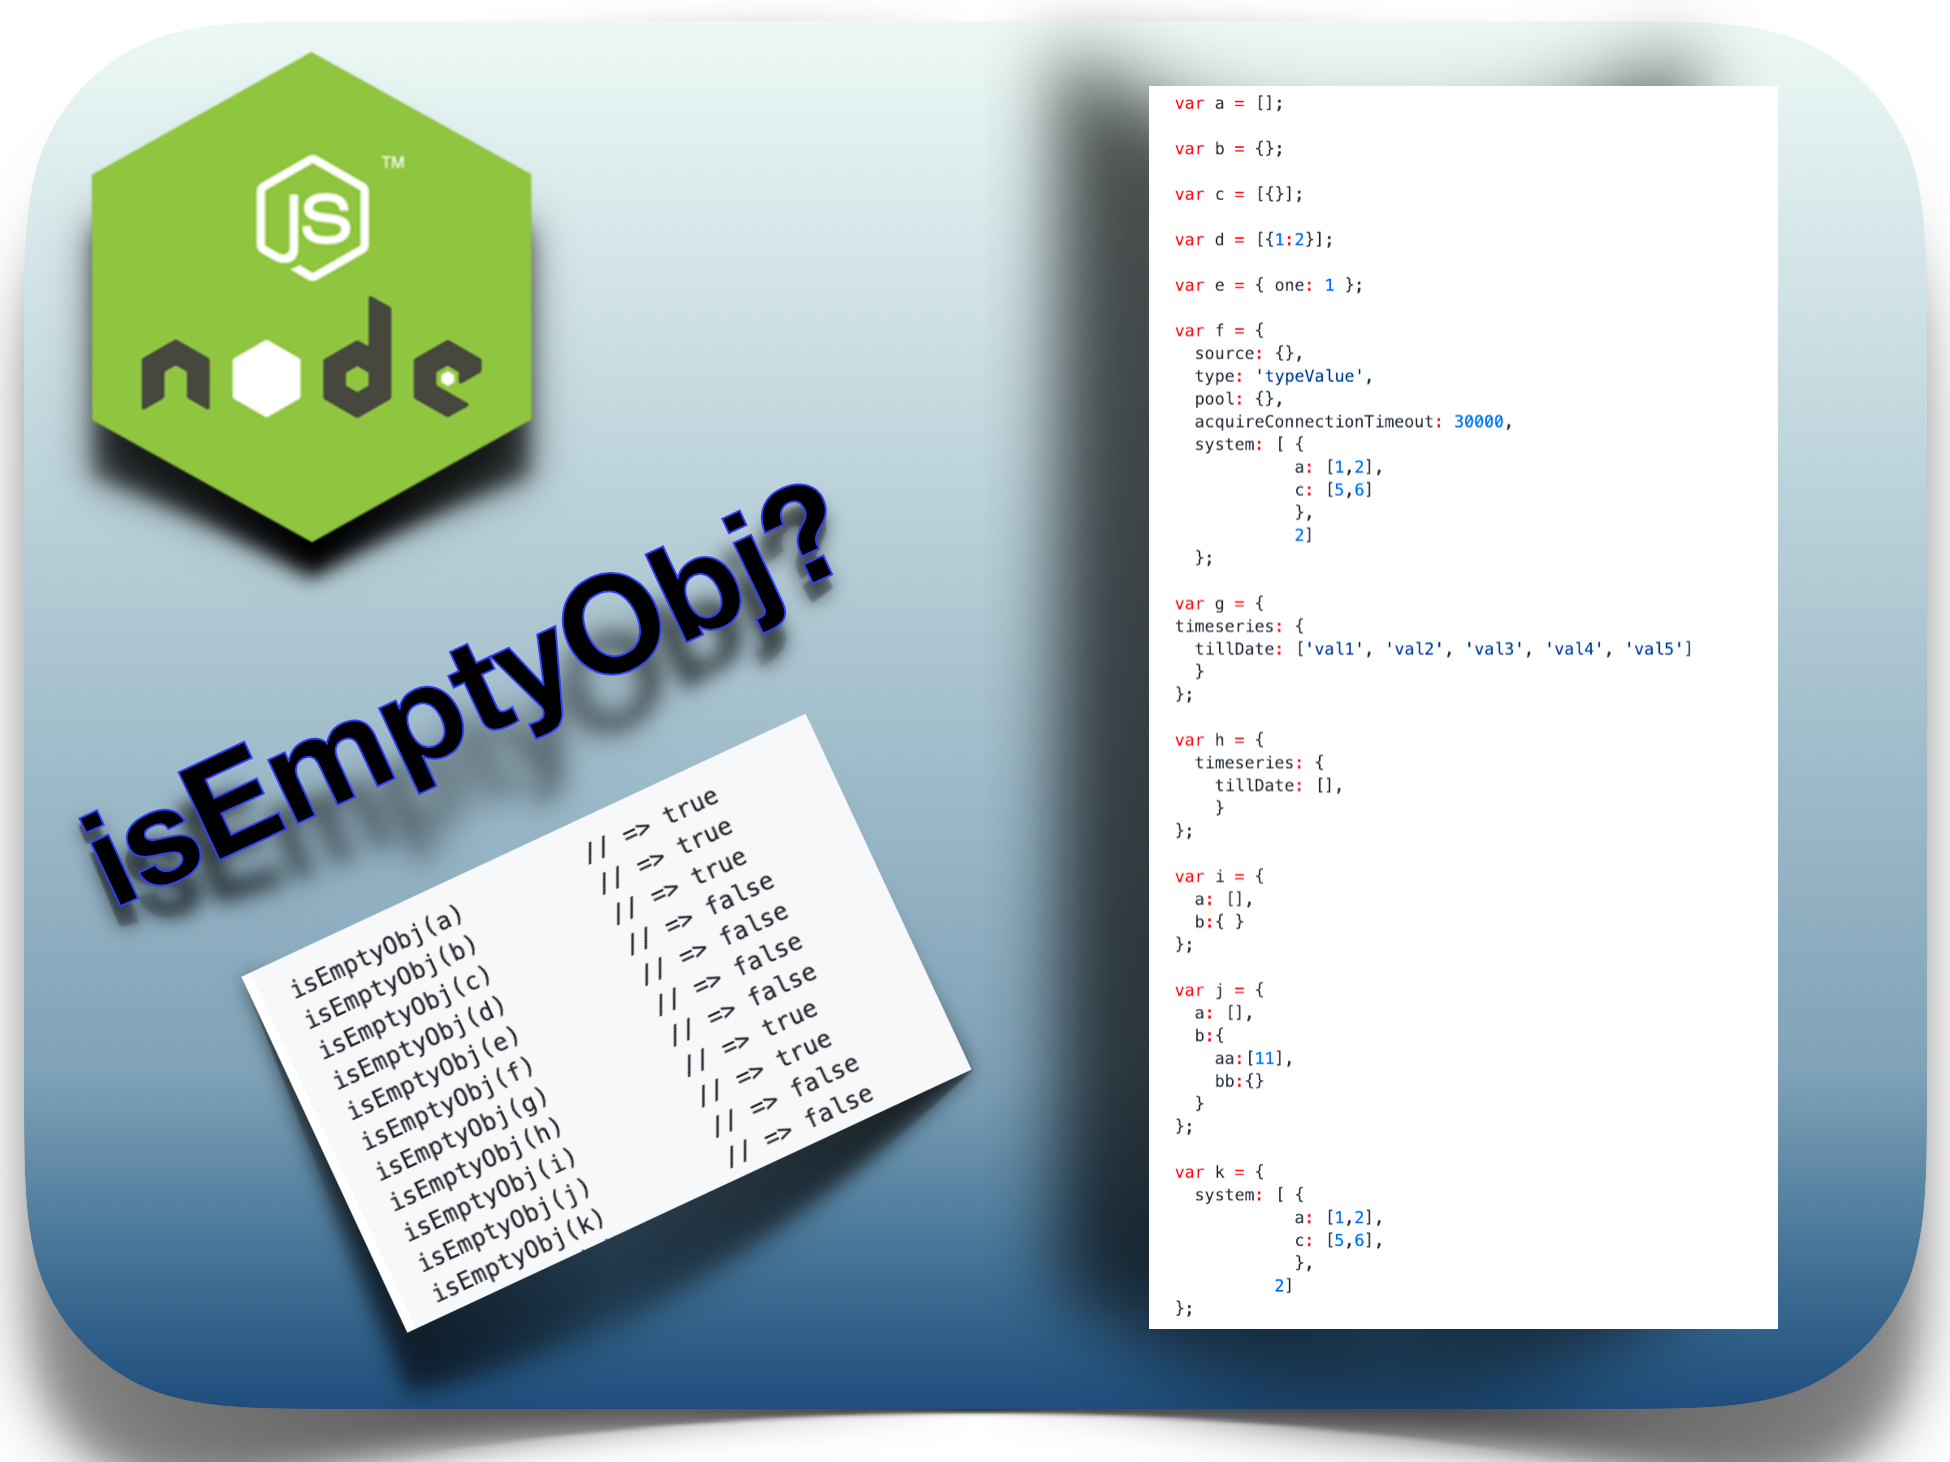 JS
TM
node
isEmptyObj?
isEmptyObj(a) // => true
isEmptyObj(b) // => true
isEmptyObj(c) // => true
isEmptyObj(d) // => false
isEmptyObj(e) // => false
isEmptyObj(f) // => false
isEmptyObj(g) // => false
isEmptyObj(h) // => true
isEmptyObj(i) // => true
isEmptyObj(j) // => false
isEmptyObj(k) // => false
var a = [];
var b = {};
var c = [{}];
var d = [{1:2}];
var e = { one: 1 };
var f = {
source: {},
type: 'typeValue',
pool: {},
acquireConnectionTimeout: 30000,
system: [ {
a: [1,2],
c: [5,6]
},
2]
};
var g = {
timeseries: {
tillDate: ['val1', 'val2', 'val3', 'val4', 'val5']
}
};
var h = {
timeseries: {
tillDate: [],
}
};
var i = {
a: [],
b:{ }
};
var j = {
a: [],
b:{
aa:[11],
bb:{}
}
};
var k = {
system: [ {
a: [1,2],
c: [5,6],
},
2]
};